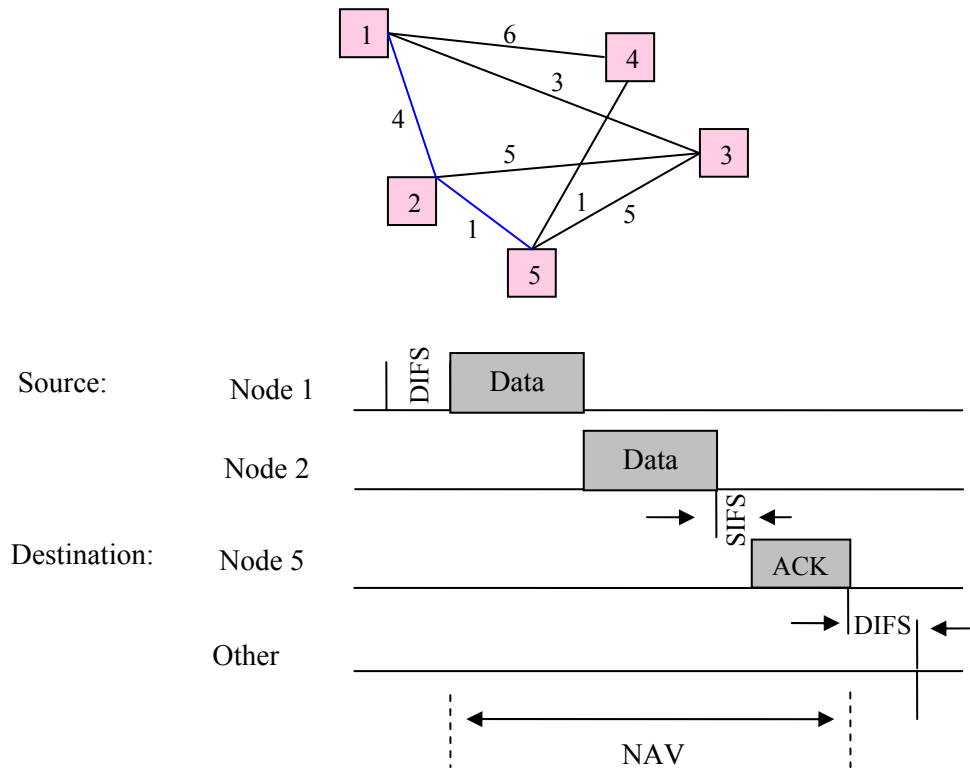 1
6
4
3
4
3
5
2
1
5
1
5
Source:
Node 1
DIFS
Data
Node 2
Data
SIFS
Destination:
Node 5
ACK
DIFS
Other
NAV